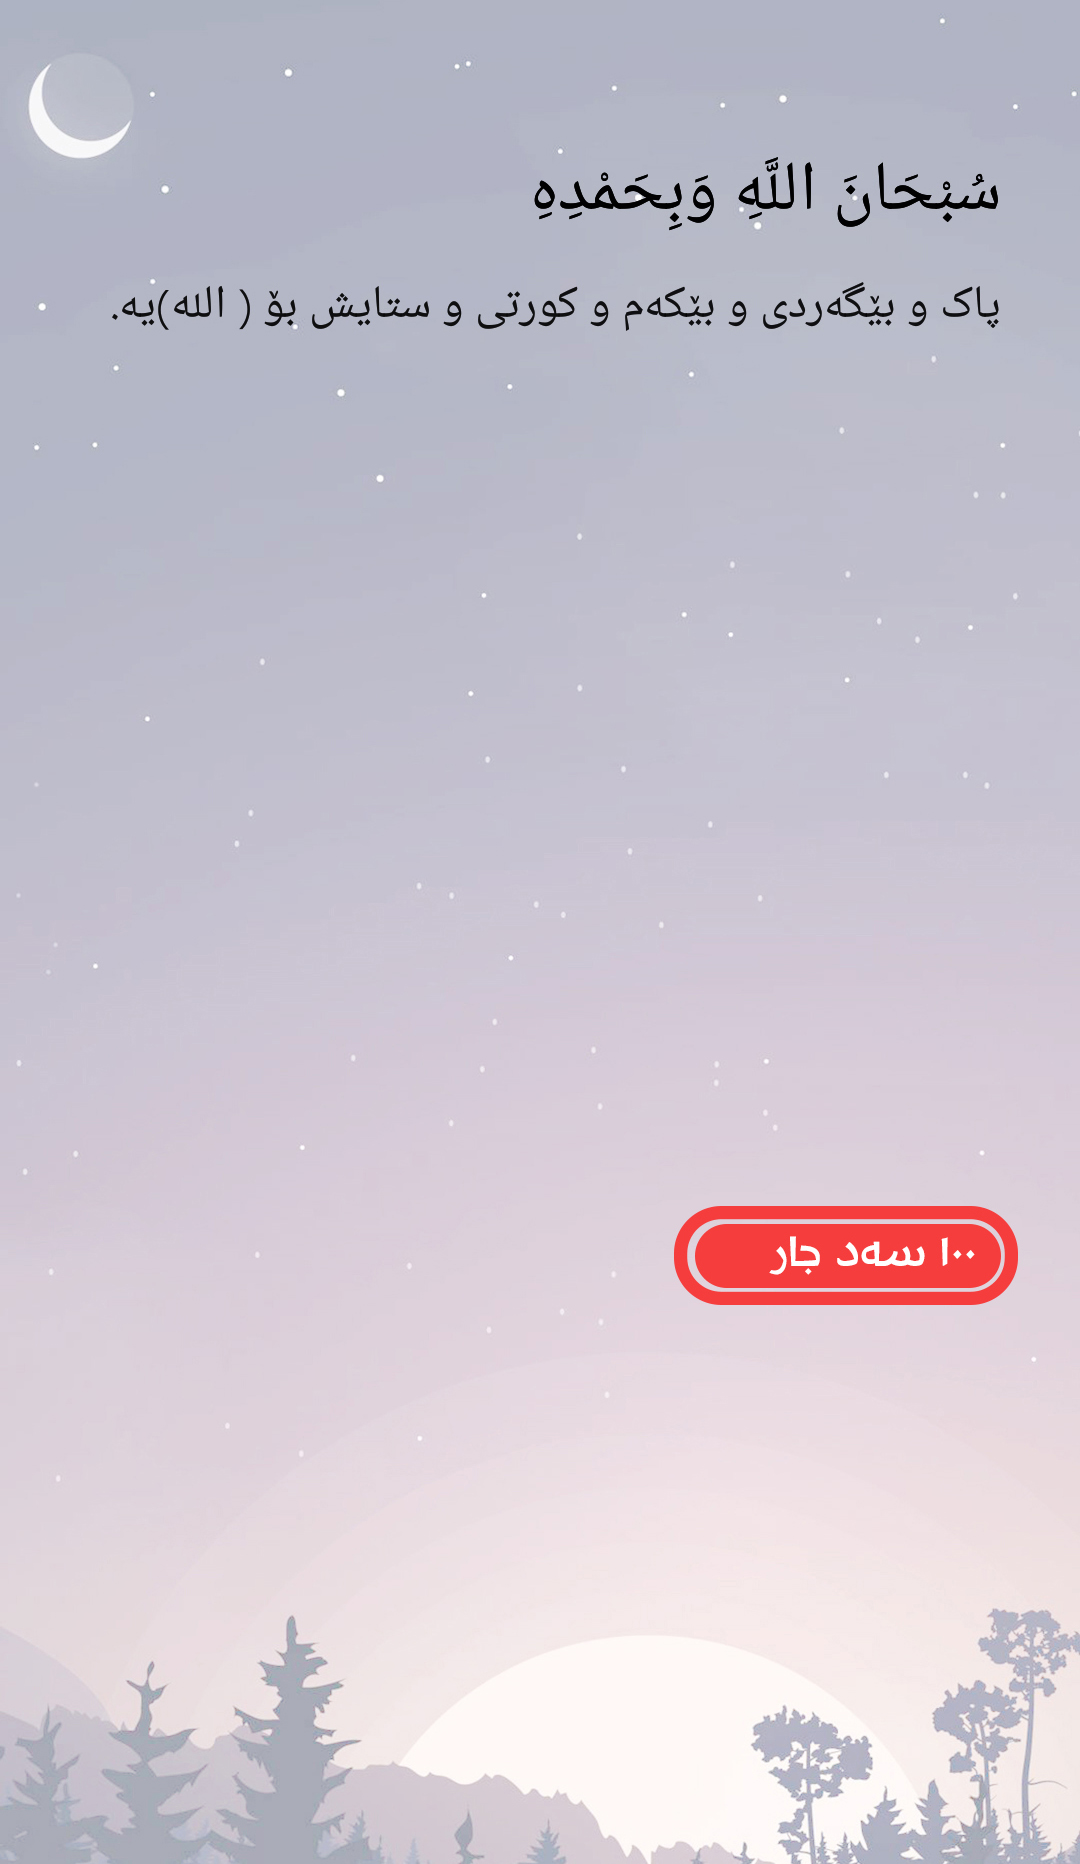 سُبْحَانَ اللَّهِ وَبِحَمْدِهِ
پاک و بێگەردی و بێکەم و کورتی و ستایش بۆ ( الله)یە.
١٠٠ سەد جار